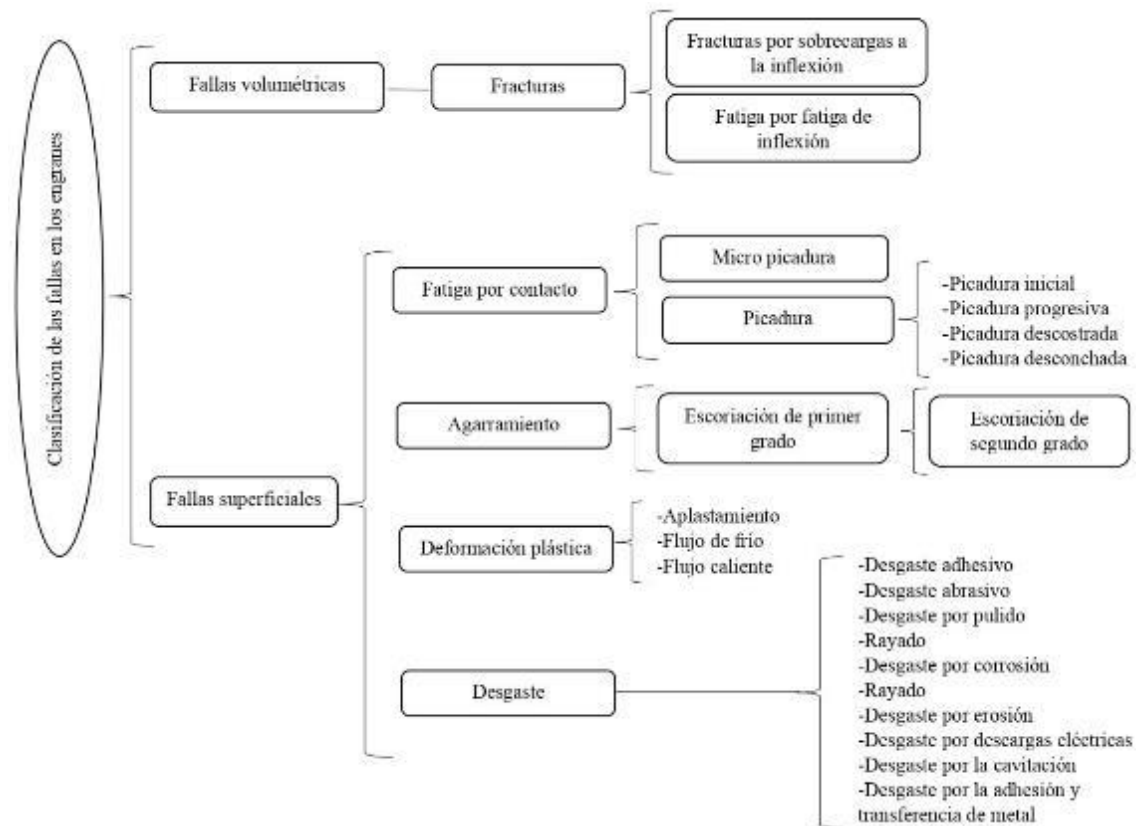 Clasificación de las fallas en los engranes
Fallas volumétricas
Fracturas
Fracturas por sobrecargas a
la inflexión
Fatiga por fatiga de
inflexión
Fallas superficiales
Fatiga por contacto
Micro picadura
Picadura
-Picadura inicial
-Picadura progresiva
-Picadura descostrada
-Picadura desconchada
Agarramiento
Escoriación de primer
grado
Escoriación de
segundo grado
Deformación plástica
-Aplastamiento
-Flujo de frío
-Flujo caliente
Desgaste
-Desgaste adhesivo
-Desgaste abrasivo
-Desgaste por pulido
-Rayado
-Desgaste por corrosión
-Rayado
-Desgaste por erosión
-Desgaste por descargas eléctricas
-Desgaste por la cavitación
-Desgaste por la adhesión y
transferencia de metal